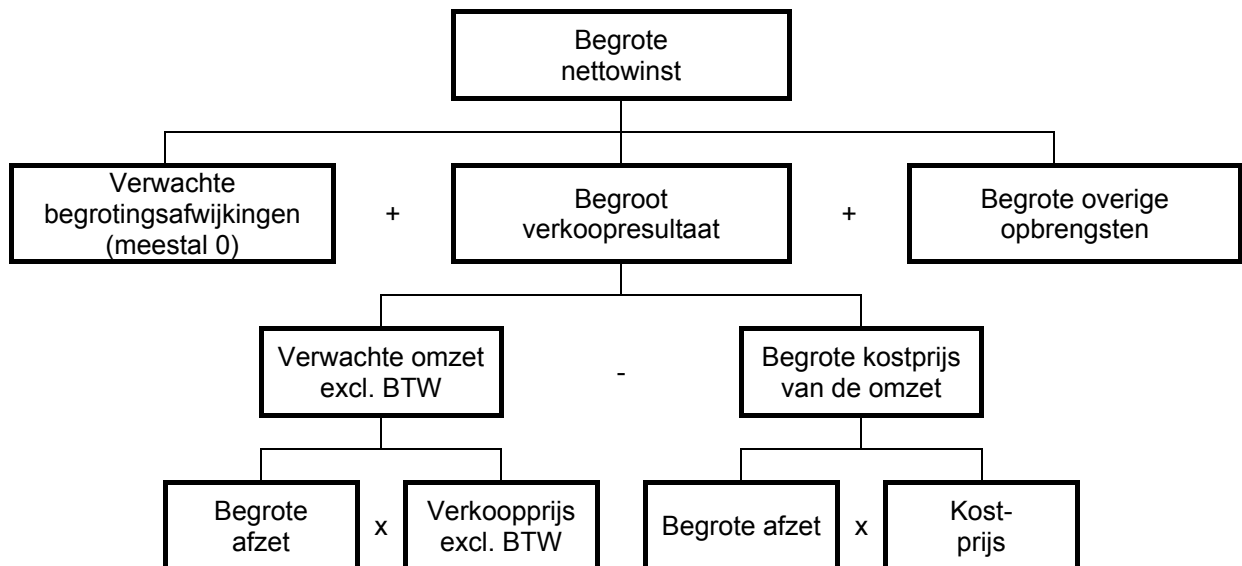 Begrote
nettowinst
Verwachte
begrotingsafwijkingen
(meestal 0)
+
Begroot
verkoopresultaat
+
Begrote overige
opbrengsten
Verwachte omzet
excl. BTW
-
Begrote kostprijs
van de omzet
Begrote
afzet
x
Verkoopprijs
excl. BTW
Begrote afzet
x
Kost-
prijs